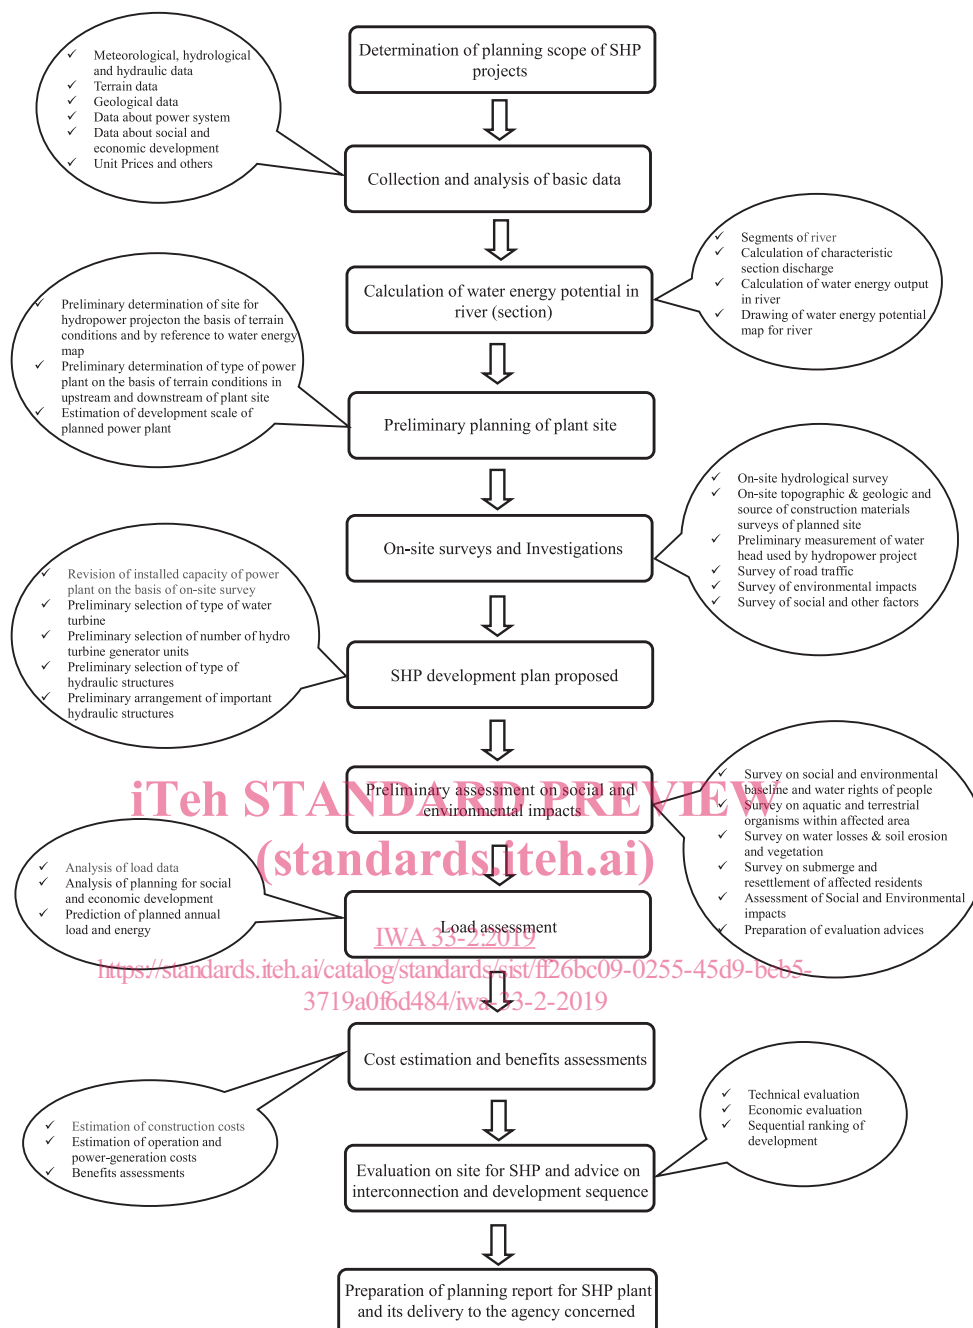 Determination of planning scope of SHP
projects
✓ Meteorological, hydrological
and hydraulic data
✓ Terrain data
✓ Geological data
✓ Data about power system
✓ Data about social and
economic development
✓ Unit Prices and others
Collection and analysis of basic data
✓ Segments of river
✓ Calculation of characteristic
section discharge
✓ Calculation of water energy output
in river
✓ Drawing of water energy potential
map for river
Calculation of water energy potential in
river (section)
✓ Preliminary determination of site for
hydropower projecton the basis of terrain
conditions and by reference to water energy
map
✓ Preliminary determination of type of power
plant on the basis of terrain conditions in
upstream and downstream of plant site
✓ Estimation of development scale of
planned power plant
Preliminary planning of plant site
✓ On-site hydrological survey
✓ On-site topographic & geologic and
source of construction materials
surveys of planned site
✓ Preliminary measurement of water
head used by hydropower project
✓ Survey of road traffic
✓ Survey of environmental impacts
✓ Survey of social and other factors
On-site surveys and Investigations
✓ Revision of installed capacity of power
plant on the basis of on-site survey
✓ Preliminary selection of type of water
turbine
✓ Preliminary selection of number of hydro
turbine generator units
✓ Preliminary selection of type of
hydraulic structures
✓ Preliminary arrangement of important
hydraulic structures
SHP development plan proposed
✓ Survey on social and environmental
baseline and water rights of people
✓ Survey on aquatic and terrestrial
organisms within affected area
✓ Survey on water losses & soil erosion
and vegetation
✓ Survey on submerge and
resettlement of affected residents
✓ Assessment of Social and Environmental
impacts
✓ Preparation of evaluation advices
Preliminary assessment on social and
environmental impacts
iTeh STANDARD PREVIEW
(standards.iteh.ai)
✓ Analysis of load data
✓ Analysis of planning for social
and economic development
✓ Prediction of planned annual
load and energy
Load assessment
IWA 33-2:2019
https://standards.iteh.ai/catalog/standards/sist/ff26bc09-0255-45d9-beb5-
3719a0f6d484/iwa-33-2-2019
Cost estimation and benefits assessments
✓ Estimation of construction costs
✓ Estimation of operation and
power-generation costs
✓ Benefits assessments
✓ Technical evaluation
✓ Economic evaluation
✓ Sequential ranking of
development
Evaluation on site for SHP and advice on
interconnection and development sequence
Preparation of planning report for SHP plant
and its delivery to the agency concerned